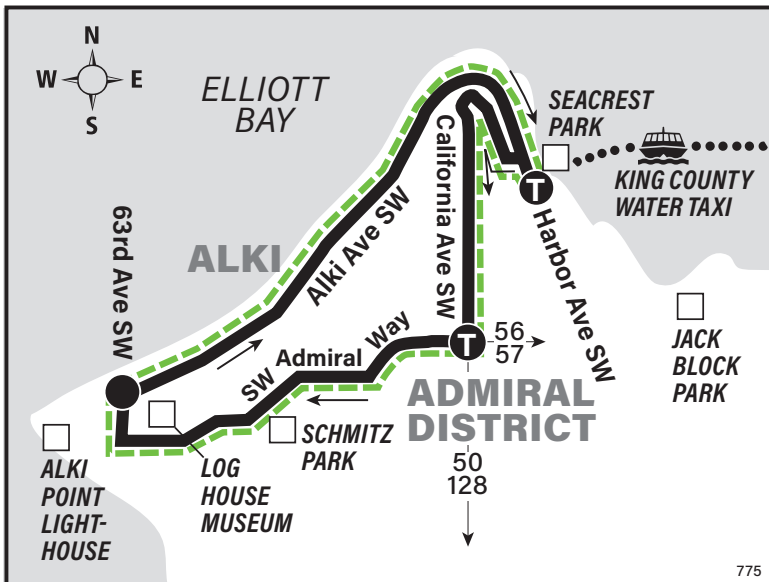 N
W E
S
ELLIOTT
BAY
SEACREST
PARK
KING COUNTY
WATER TAXI
63rd Ave SW
ALKI
Alki Ave SW
California Ave SW
T
Harbor Ave SW
SW Admiral Way
T
56
57
JACK
BLOCK
PARK
ADMIRAL
DISTRICT
SCHMITZ
PARK
50
128
ALKI
POINT
LIGHT-
HOUSE
LOG
HOUSE
MUSEUM
775